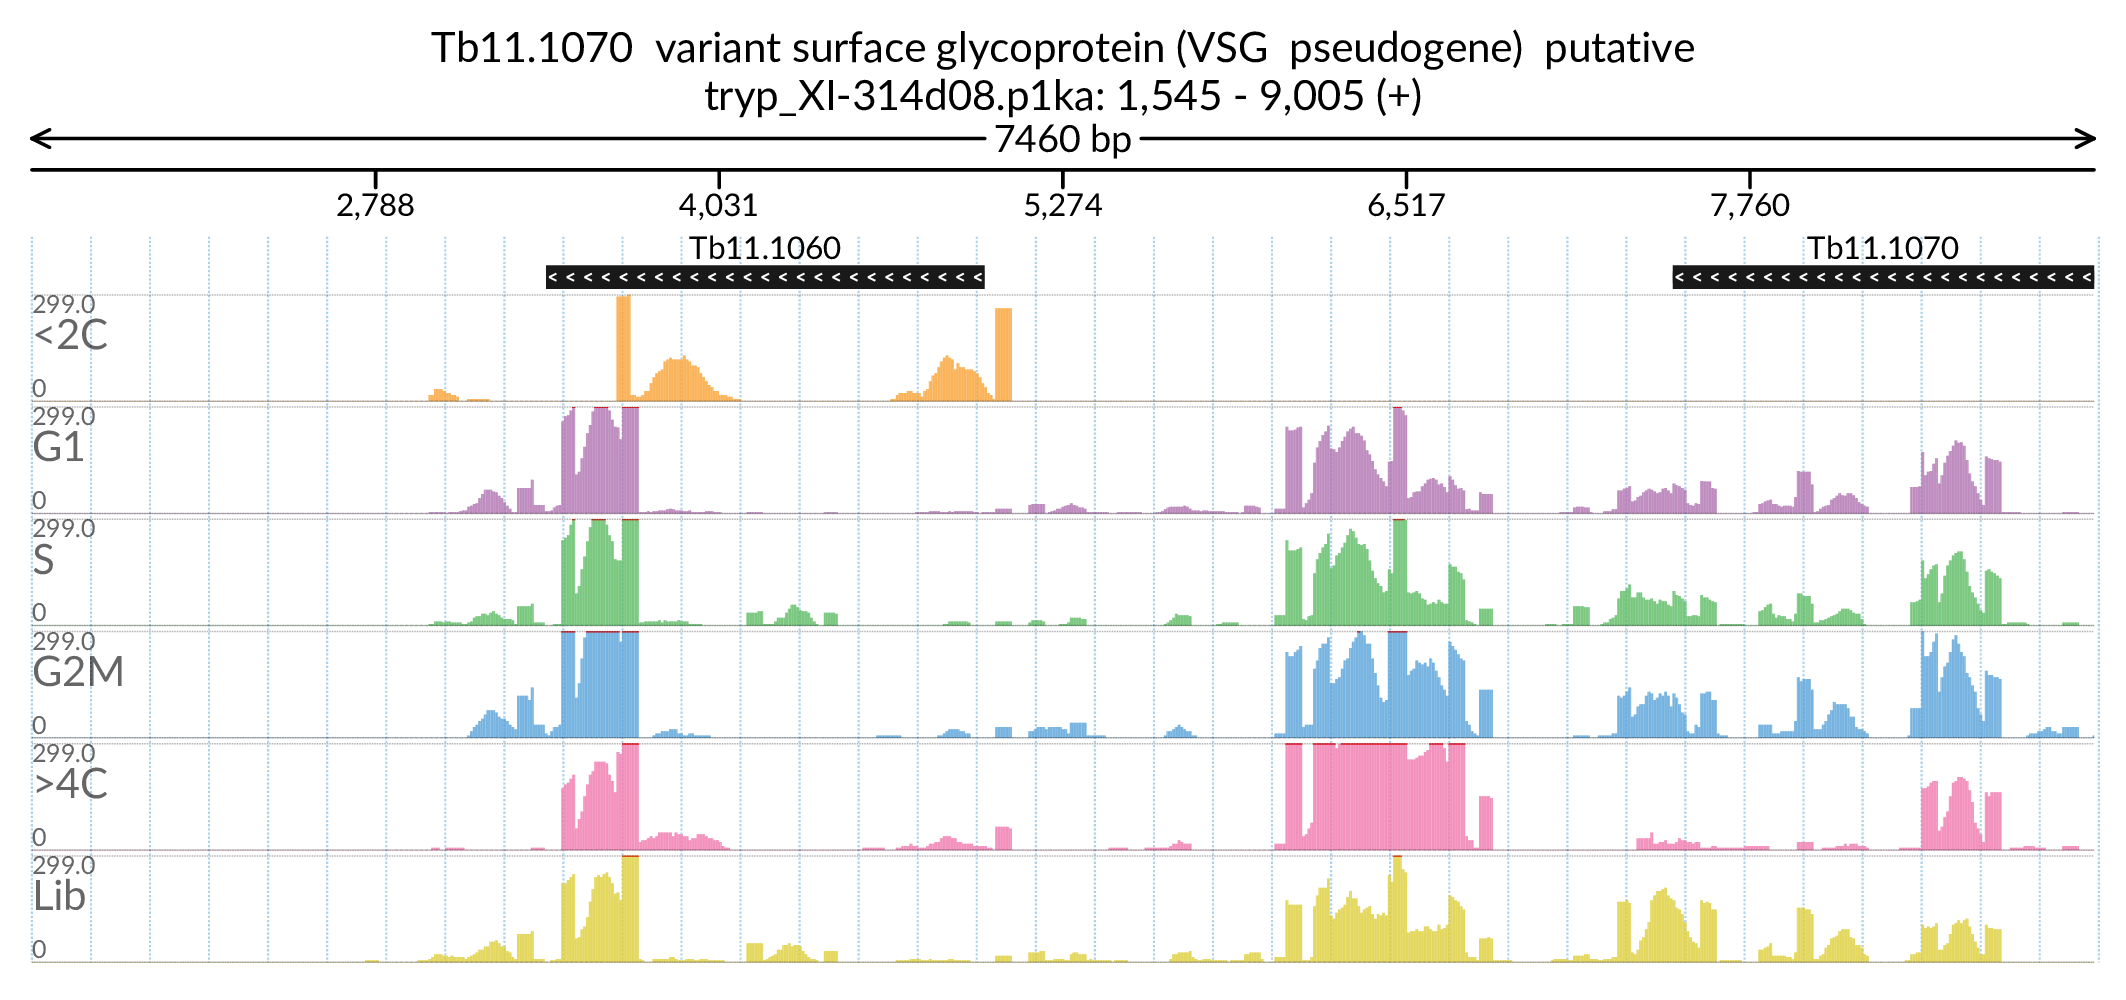 Tb11.1070 variant surface glycoprotein (VSG pseudogene) putative
tryp_XI-314d08.p1ka: 1,545 - 9,005 (+)
7460 bp
2,788 4,031 5,274 6,517 7,760
Tb11.1060 Tb11.1070
299.0
<2C
0
299.0
G1
0
299.0
S
0
299.0
G2M
0
299.0
>4C
0
299.0
Lib
0